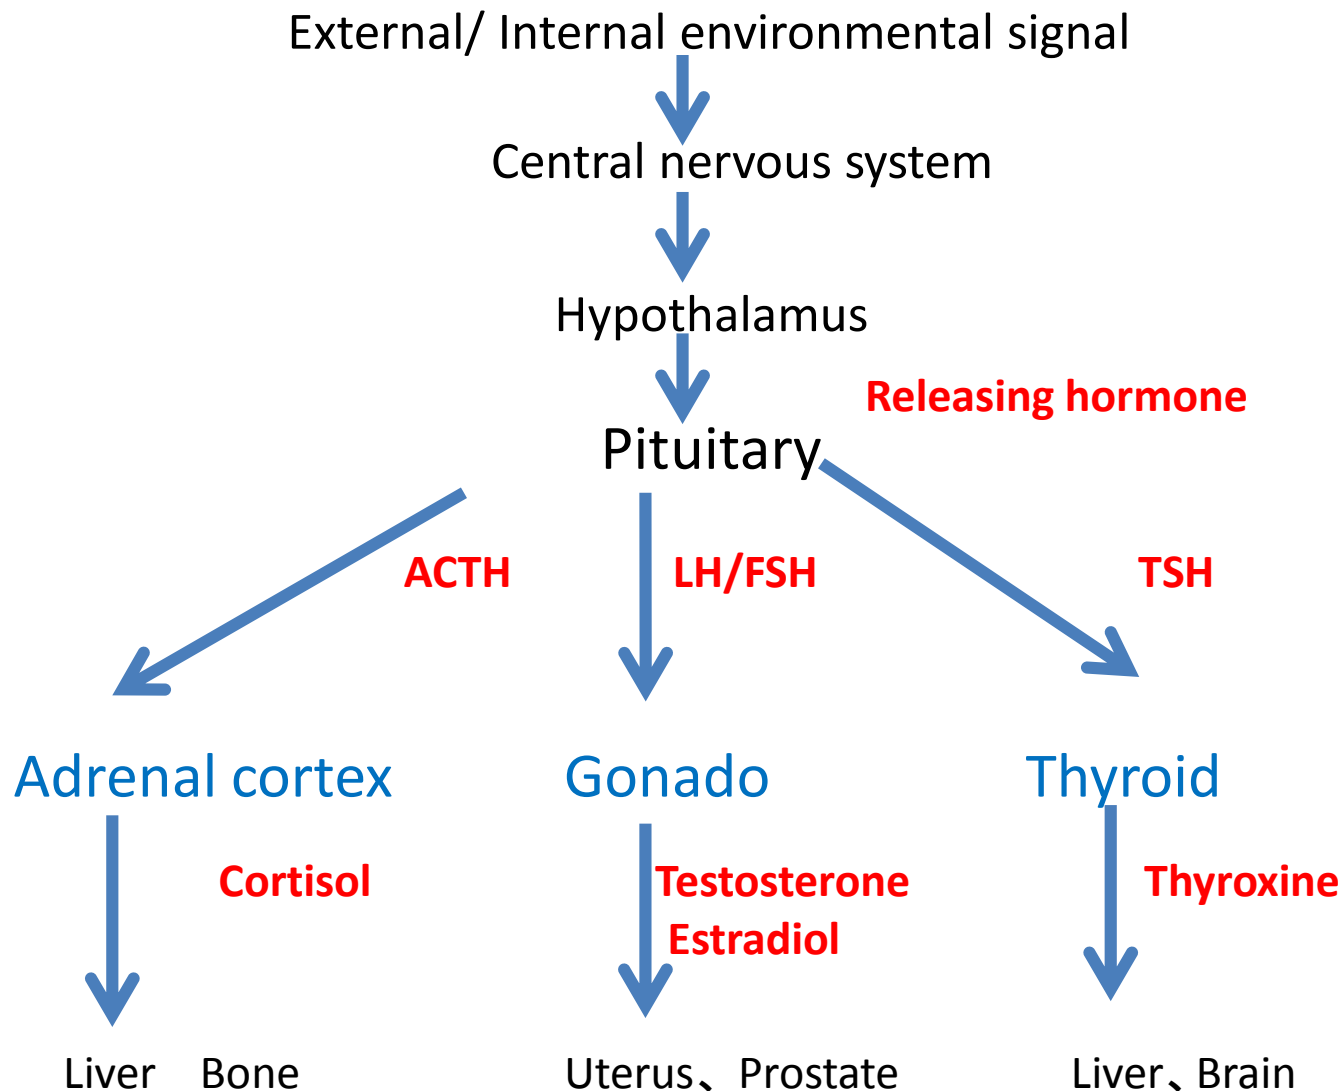 External/ Internal environmental signal
Central nervous system
Hypothalamus
Releasing hormone
Pituitary
ACTH LH/FSH TSH
Adrenal cortex Gonado Thyroid
Cortisol Testosterone Thyroxine
Estradiol
Liver Bone Uterus、Prostate Liver、Brain